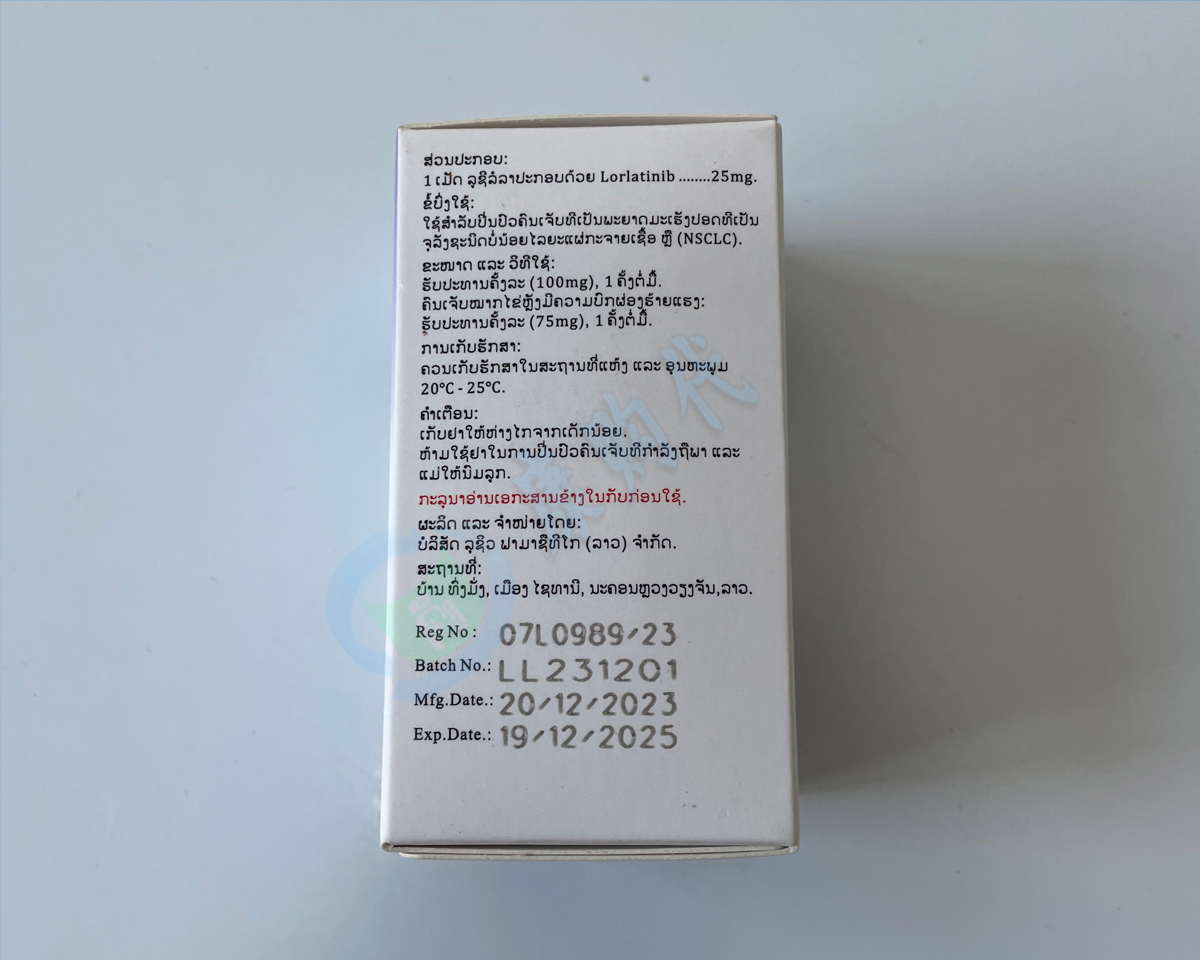 ສ່ວນປະກອບ:
1 ເມັດ ລູຊີລໍລາປະກອບດ້ວຍ Lorlatinib ........25mg.
ຂໍ້ບົ່ງໃຊ້:
ໃຊ້ສຳລັບປິ່ນປົວຄົນເຈັບທີ່ເປັນພະຍາດມະເຮັງປອດທີ່ເປັນ
ຈຸລັງຊະນິດບໍ່ນ້ອຍໄລຍະແຜ່ກະຈາຍເຊື້ອ ຫຼື (NSCLC).
ຂະໜາດ ແລະ ວິທີໃຊ້:
ຮັບປະທານຄັ້ງລະ (100mg), 1 ຄັ້ງຕໍ່ມື້.
ຄົນເຈັບໝາກໄຂ່ຫຼັງມີຄວາມບົກຜ່ອງຮ້າຍແຮງ:
ຮັບປະທານຄັ້ງລະ (75mg), 1 ຄັ້ງຕໍ່ມື້.
ການເກັບຮັກສາ:
ຄວນເກັບຮັກສາໃນສະຖານທີ່ແຫ້ງ ແລະ ອຸນຫະພູມ
20°C - 25°C.
ຄຳເຕືອນ:
ເກັບຢາໃຫ້ຫ່າງໄກຈາກເດັກນ້ອຍ.
ຫ້າມໃຊ້ຢາໃນການປິ່ນປົວຄົນເຈັບທີ່ກຳລັງຖືພາ ແລະ
ແມ່ໃຫ້ນົມລູກ.
ກະລຸນາອ່ານເອກະສານຂ້າງໃນກັບກ່ອນໃຊ້.
ຜະລິດ ແລະ ຈຳໜ່າຍໂດຍ:
ບໍລິສັດ ລູຊິວ ຟາມາຊືທີໂກ (ລາວ) ຈຳກັດ.
ສະຖານທີ່:
ບ້ານ ທົ່ງມັ່ງ, ເມືອງ ໄຊທານີ, ນະຄອນຫຼວງວຽງຈັນ,ລາວ.
Reg No : 07L0989/23
Batch No.: LL231201
Mfg.Date.: 20/12/2023
Exp.Date.: 19/12/2025
康购代